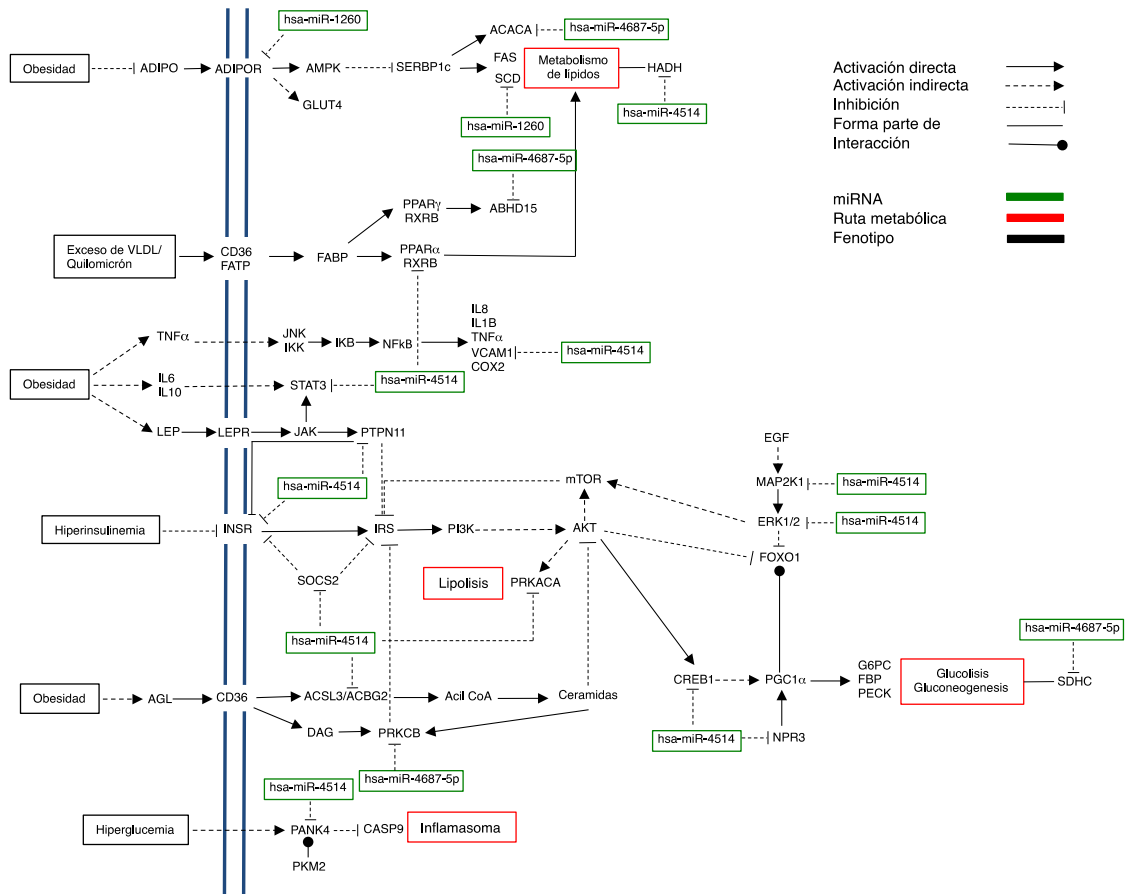 hsa-miR-1260
ACACA
hsa-miR-4687-5p
Obesidad
ADIPO
ADIPOR
AMPK
SERBP1c
FAS
SCD
Metabolismo
de lípidos
HADH
GLUT4
hsa-miR-1260
hsa-miR-4514
Activación directa
Activación indirecta
Inhibición
Forma parte de
Interacción
miRNA
Ruta metabólica
Fenotipo
hsa-miR-4687-5p
PPARγ
RXRB
ABHD15
Exceso de VLDL/
Quilomicrón
CD36
FATP
FABP
PPARα
RXRB
TNFα
JNK
IKK
IKB
NFkB
IL8
IL1B
TNFα
VCAM1
COX2
hsa-miR-4514
Obesidad
IL6
IL10
STAT3
hsa-miR-4514
LEP
LEPR
JAK
PTPN11
EGF
hsa-miR-4514
mTOR
MAP2K1
hsa-miR-4514
Hiperinsulinemia
INSR
IRS
PI3K
AKT
ERK1/2
hsa-miR-4514
FOXO1
SOCS2
Lipolisis
PRKACA
hsa-miR-4514
hsa-miR-4687-5p
Obesidad
AGL
CD36
ACSL3/ACBG2
Acil CoA
Ceramidas
CREB1
PGC1α
G6PC
FBP
PECK
Glucolisis
Gluconeogenesis
SDHC
DAG
PRKCB
hsa-miR-4514
NPR3
hsa-miR-4687-5p
hsa-miR-4514
Hiperglucemia
PANK4
CASP9
Inflamasoma
PKM2